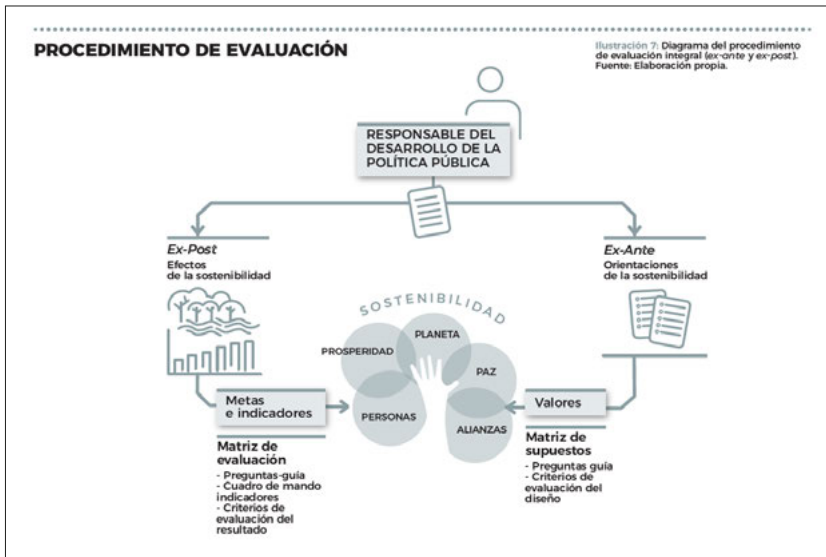 PROCEDIMIENTO DE EVALUACIÓN
Ilustración 7: Diagrama del procedimiento
de evaluación integral (ex-ante y ex-post).
Fuente: Elaboración propia.
RESPONSABLE DEL
DESARROLLO DE LA
POLÍTICA PÚBLICA
Ex-Post
Efectos
de la sostenibilidad
Ex-Ante
Orientaciones
de la sostenibilidad
SOSTENIBILIDAD
PLANETA
PROSPERIDAD
PAZ
PERSONAS
ALIANZAS
Metas
e indicadores
Matriz de
evaluación
- Preguntas-guía
- Cuadro de mando
indicadores
- Criterios de
evaluación del
resultado
Valores
Matriz de
supuestos
- Preguntas guía
- Criterios de
evaluación del
diseño